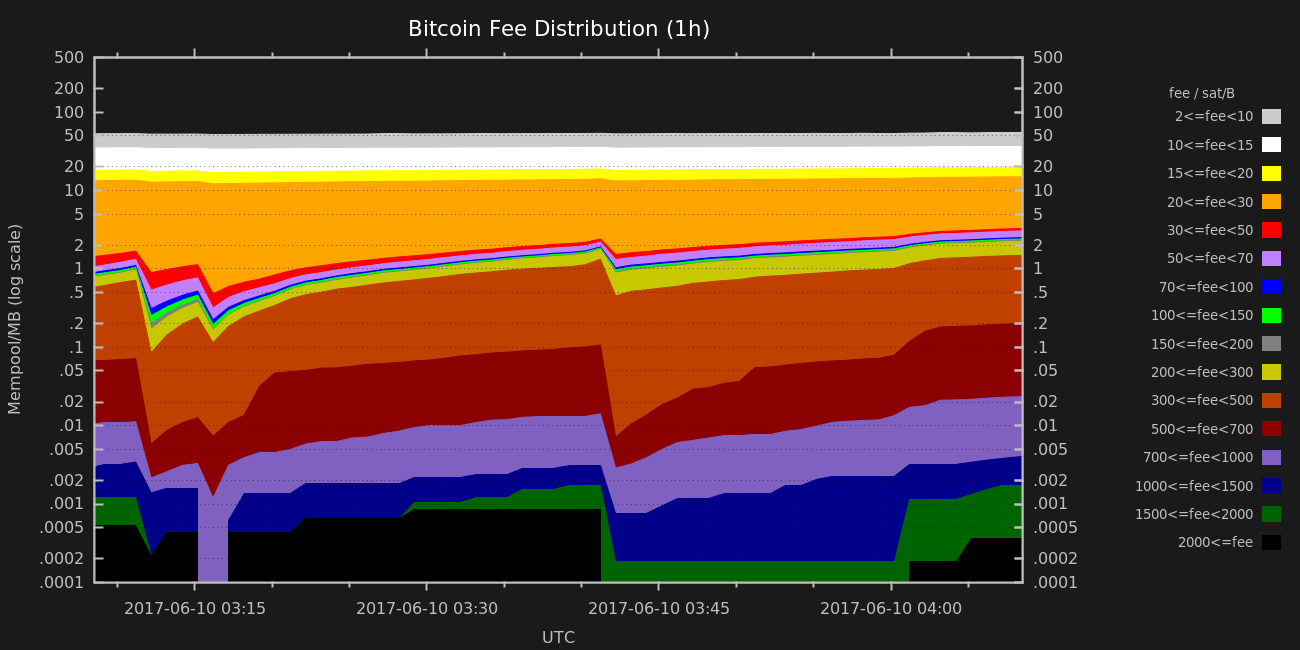 Bitcoin Fee Distribution (1h)
500 500
200 200
100 100
50 50
20 20
10 10
5 5
2 2
1 1
.5 .5
.2 .2
.1 .1
.05 .05
.02 .02
.01 .01
.005 .005
.002 .002
.001 .001
.0005 .0005
.0002 .0002
.0001 .0001
Mempool/MB (log scale)
2017-06-10 03:15 2017-06-10 03:30 2017-06-10 03:45 2017-06-10 04:00
UTC
fee / sat/B
2<=fee<10
10<=fee<15
15<=fee<20
20<=fee<30
30<=fee<50
50<=fee<70
70<=fee<100
100<=fee<150
150<=fee<200
200<=fee<300
300<=fee<500
500<=fee<700
700<=fee<1000
1000<=fee<1500
1500<=fee<2000
2000<=fee